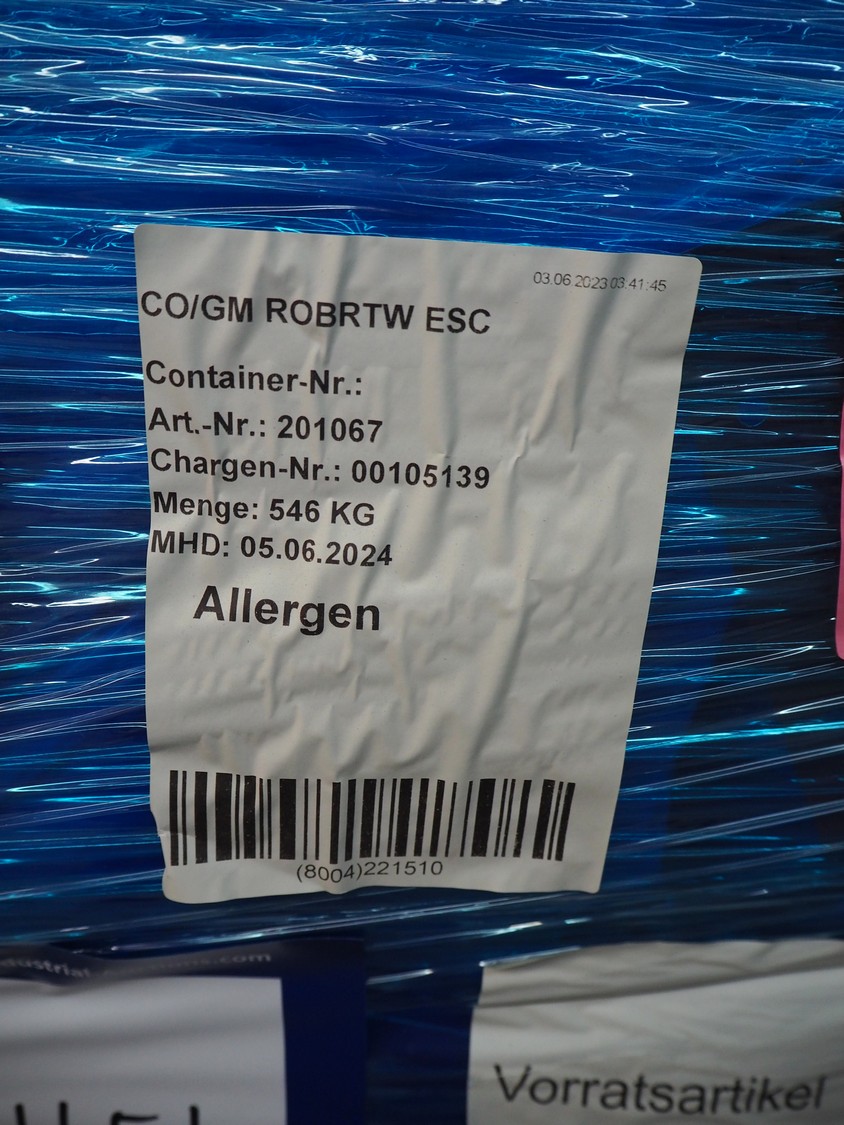 03.06.2023 03:41:45
CO/GM ROBRTW ESC
Container-Nr.:
Art.-Nr.: 201067
Chargen-Nr.: 00105139
Menge: 546 KG
MHD: 05.06.2024
Allergen
(8004)221510
Vorratsartikel